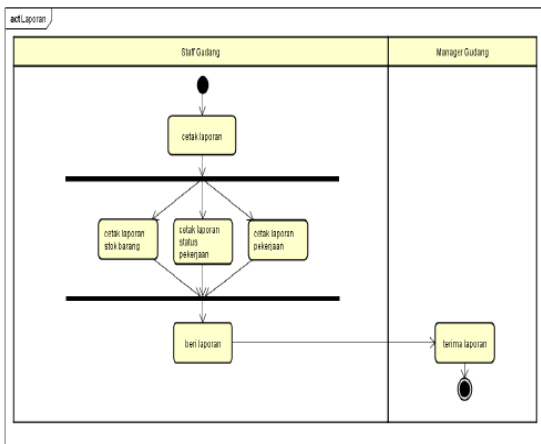 act Laporan
Staff Gudang
Manager Gudang
cetak laporan
cetak laporan
stok barang
cetak laporan
status
pekerjaan
cetak laporan
pekerjaan
beri laporan
terima laporan